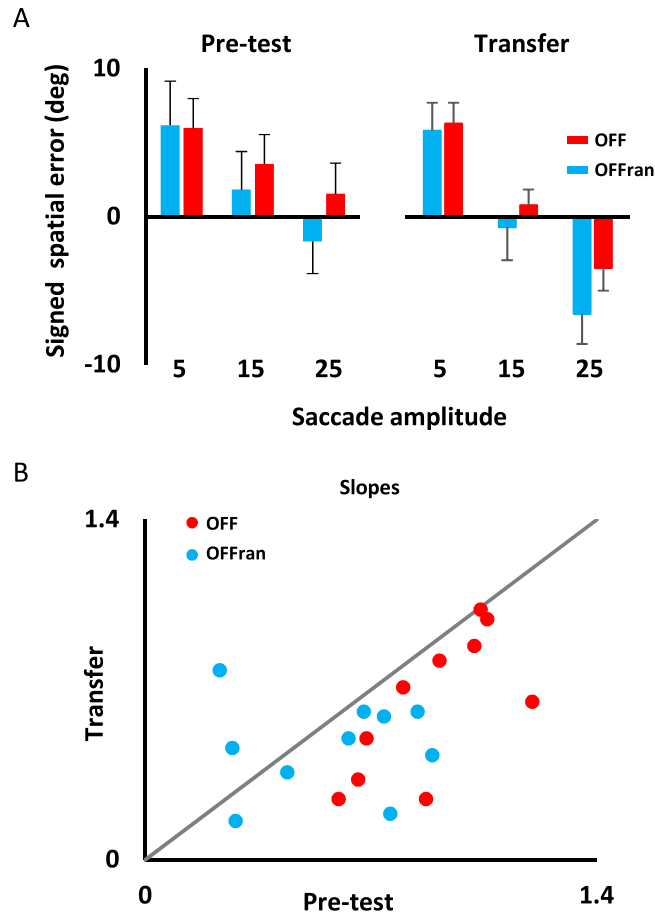 A
Pre-test
Transfer
Signed spatial error (deg)
10
0
-10
OFF
OFFran
5 15 25
5 15 25
Saccade amplitude
B
Slopes
1.4
OFF
OFFran
Transfer
0
0
Pre-test
1.4